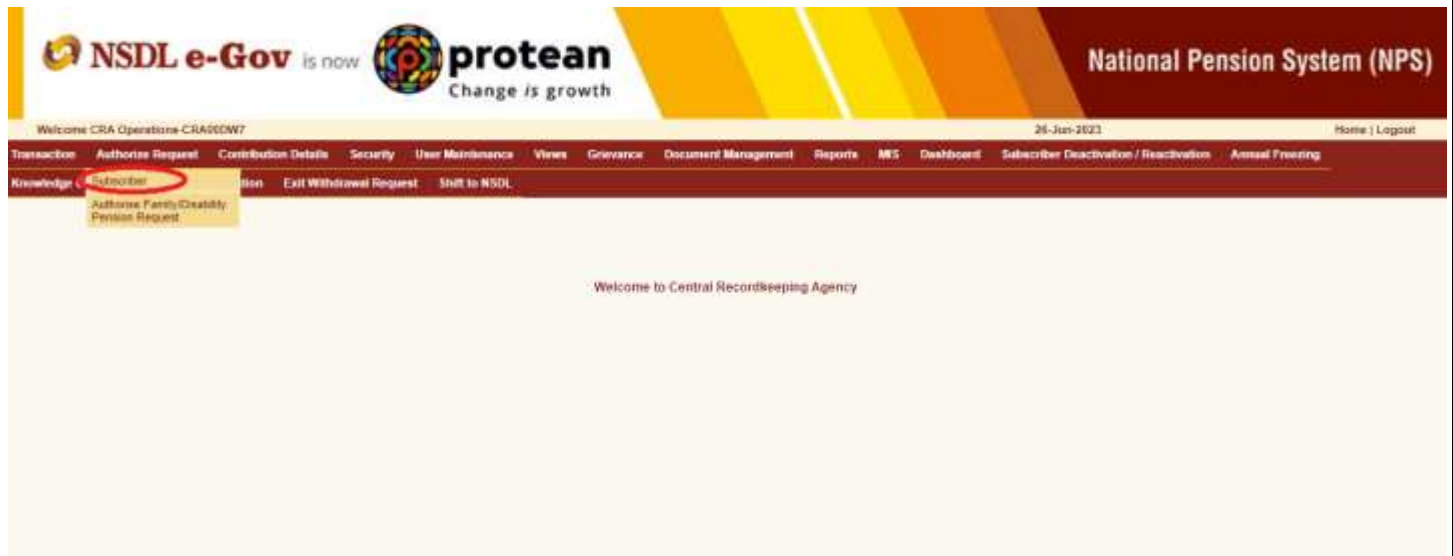 NSDL e-Gov is now protean
Change is growth
National Pension System (NPS)
Welcome CRA Operations-CRA00DW7
26-Jun-2023
Home | Logout
Transaction Authorize Request Contribution Details Security User Maintenance Views Grievance Document Management Reports MIS Dashboard Subscriber Deactivation / Reactivation Annual Freezing
Knowledge Exit Withdrawal Request Shift to NSDL
Subscriber
Authorise Family/Disability
Pension Request
Welcome to Central Recordkeeping Agency